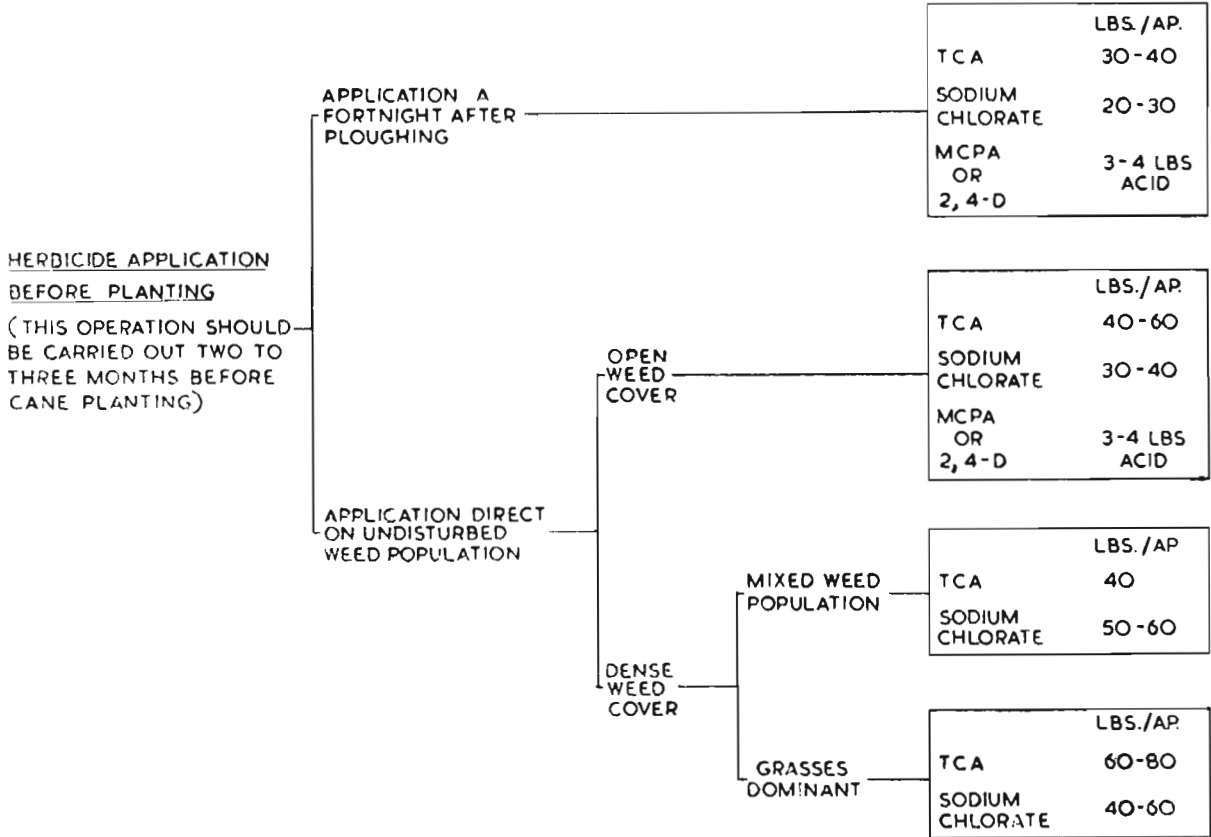 HERBICIDE APPLICATION
BEFORE PLANTING
(THIS OPERATION SHOULD
BE CARRIED OUT TWO TO
THREE MONTHS BEFORE
CANE PLANTING)
APPLICATION A
FORTNIGHT AFTER
PLOUGHING
LBS./AP.
TCA 30-40
SODIUM
CHLORATE 20-30
MCPA
OR
2, 4-D
3-4 LBS
ACID
APPLICATION DIRECT
ON UNDISTURBED
WEED POPULATION
OPEN
WEED
COVER
LBS./AP.
TCA 40-60
SODIUM
CHLORATE 30-40
MCPA
OR
2, 4-D
3-4 LBS
ACID
DENSE
WEED
COVER
MIXED WEED
POPULATION
LBS./AP
TCA 40
SODIUM
CHLORATE 50-60
GRASSES
DOMINANT
LBS./AP.
TCA 60-80
SODIUM
CHLORATE 40-60